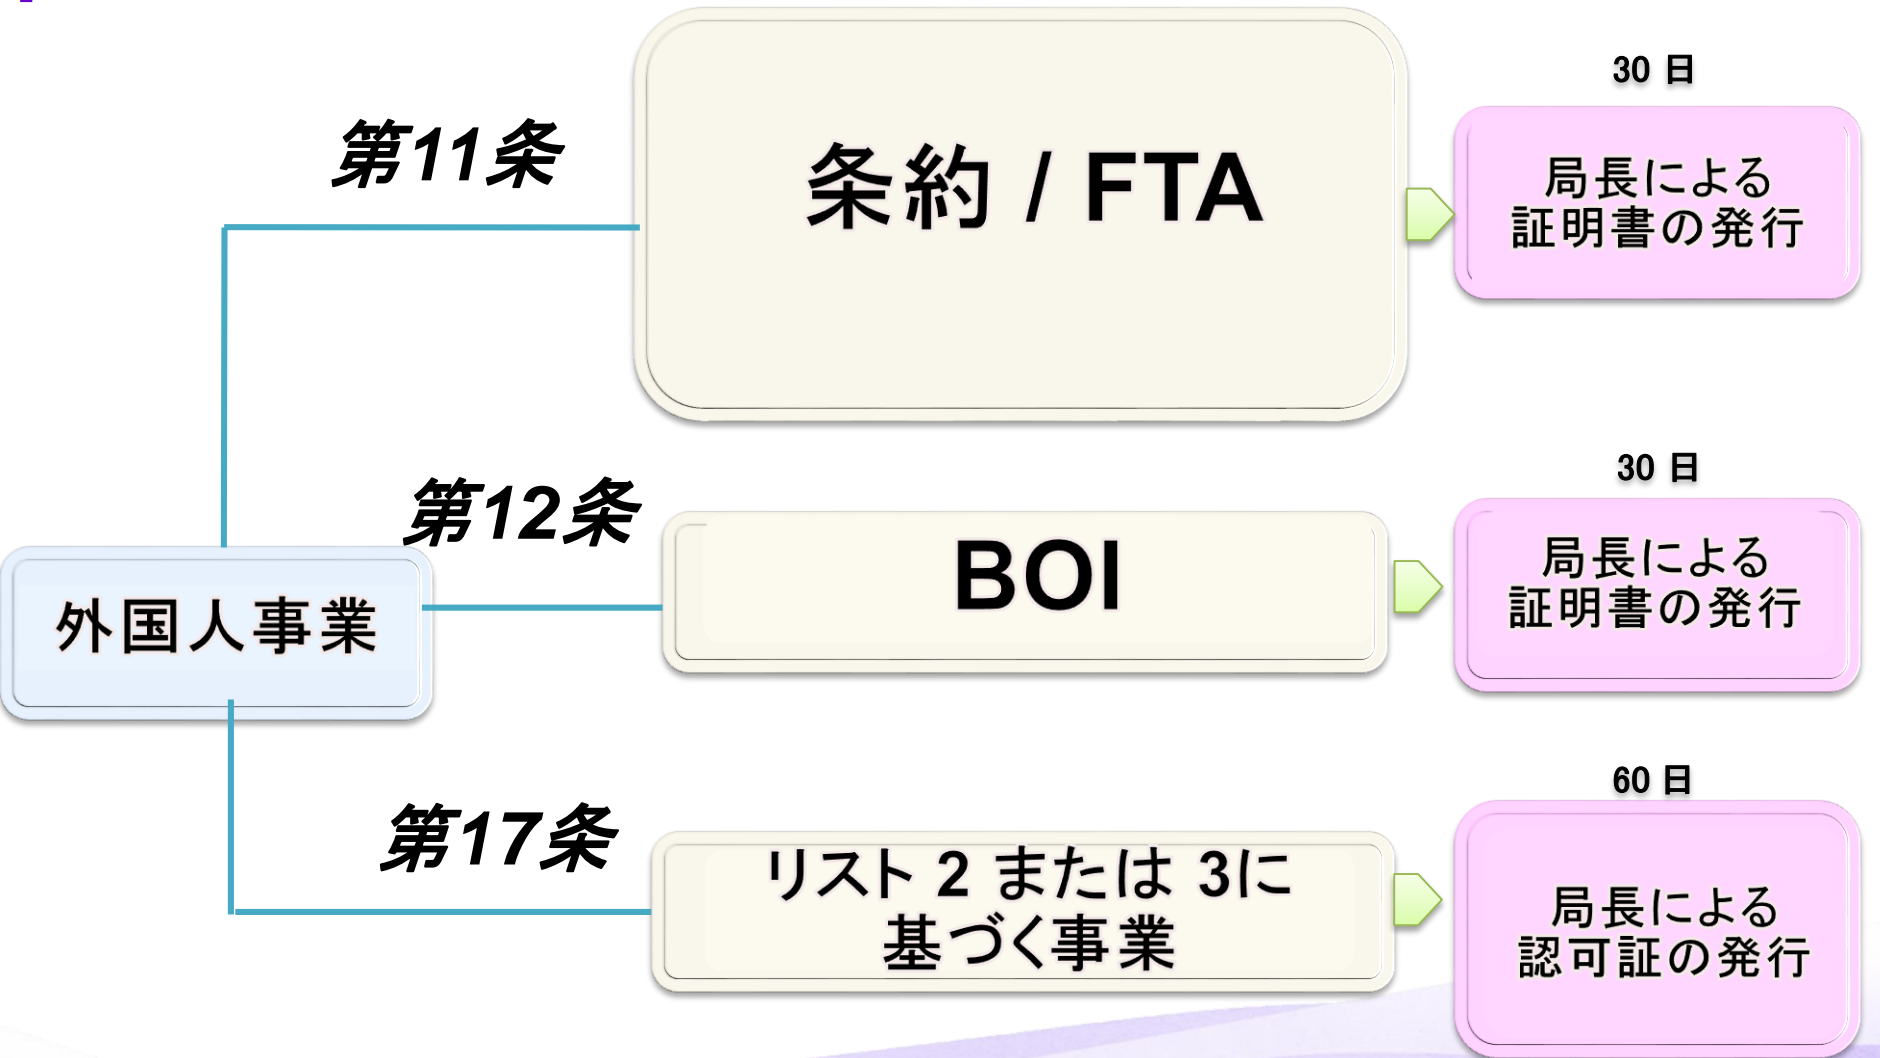 第11条
条約 / FTA
30 日
局長による
証明書の発行
第12条
BOI
30 日
局長による
証明書の発行
外国人事業
第17条
リスト 2 または 3に
基づく事業
60 日
局長による
認可証の発行